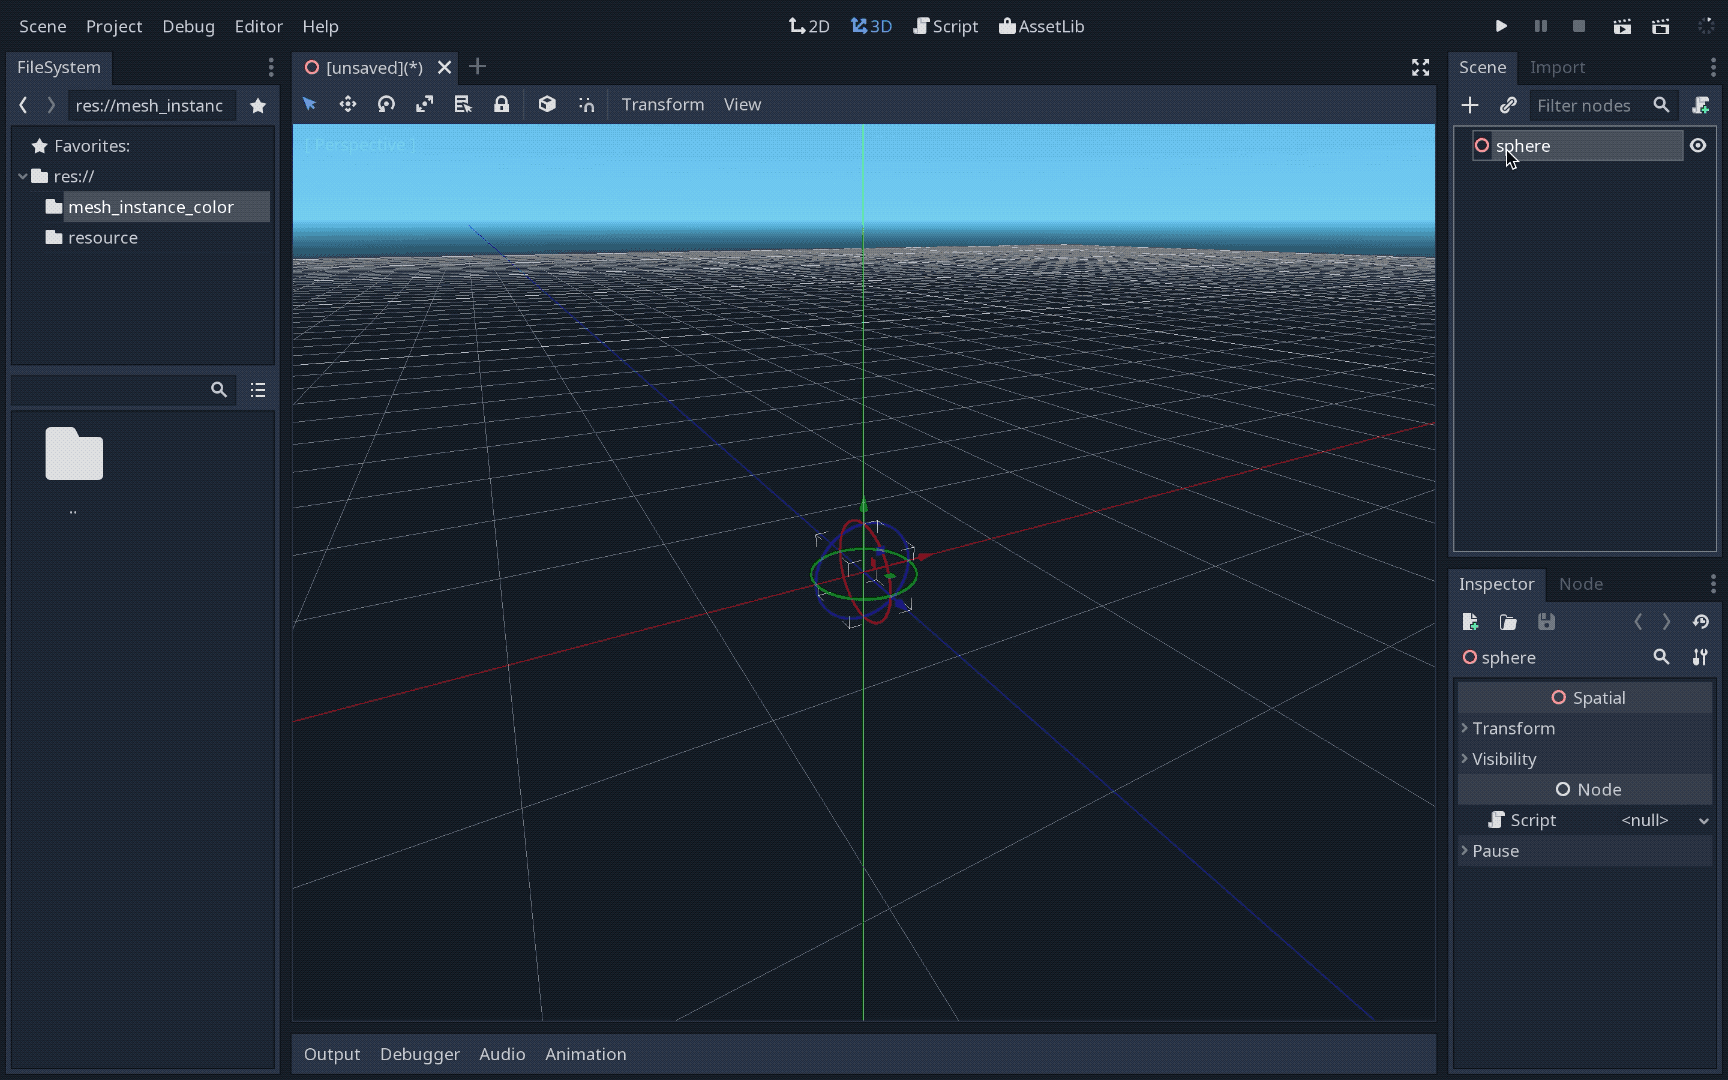 Scene Project Debug Editor Help
2D 3D Script AssetLib
FileSystem
res://mesh_instanc
Favorites:
res://
mesh_instance_color
resource
..
[unsaved](*)
Transform View
[ Perspective ]
Output Debugger Audio Animation
Scene Import
Filter nodes
sphere
Inspector Node
sphere
Spatial
Transform
Visibility
Node
Script <null>
Pause